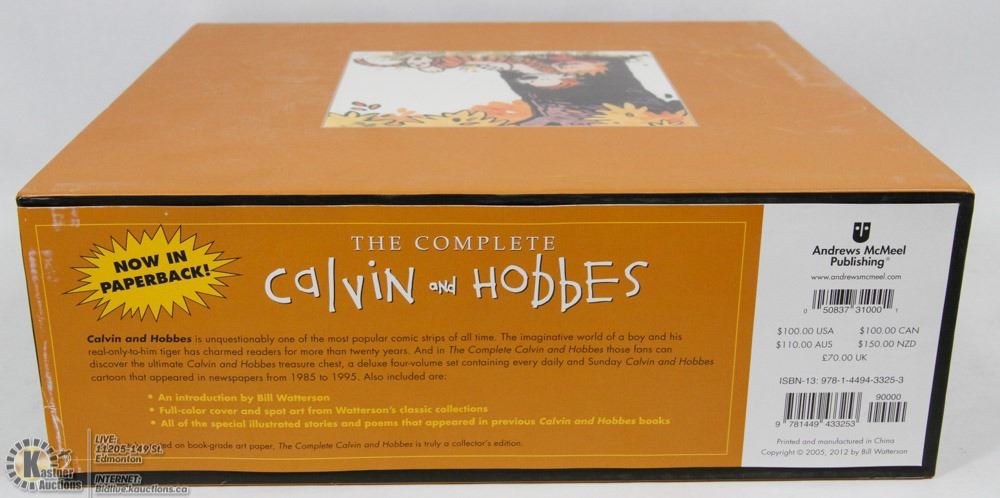 NOW IN
PAPERBACK!
THE COMPLETE
Calvin and Hobbes
Calvin and Hobbes is unquestionably one of the most popular comic strips of all time. The imaginative world of a boy and his
real-only-to-him tiger has charmed readers for more than twenty years. And in The Complete Calvin and Hobbes those fans can
discover the ultimate Calvin and Hobbes treasure chest, a deluxe four-volume set containing every daily and Sunday Calvin and Hobbes
cartoon that appeared in newspapers from 1985 to 1995. Also included are:
• An introduction by Bill Watterson
• Full-color cover and spot art from Watterson's classic collections
• All of the special illustrated stories and poems that appeared in previous Calvin and Hobbes books
on book-grade art paper, The Complete Calvin and Hobbes is truly a collector's edition.
Andrews McMeel
Publishing®
www.andrewsmcmeel.com
0 50837 31000 1
$100.00 USA $100.00 CAN
$110.00 AUS $150.00 NZD
£70.00 UK
ISBN-13: 978-1-4494-3325-3
90000
9 781449 433253
Printed and manufactured in China
Copyright © 2005, 2012 by Bill Watterson
Kastner
Auctions
LIVE:
11205-149 St.
Edmonton
INTERNET:
bidlive.kauctions.ca